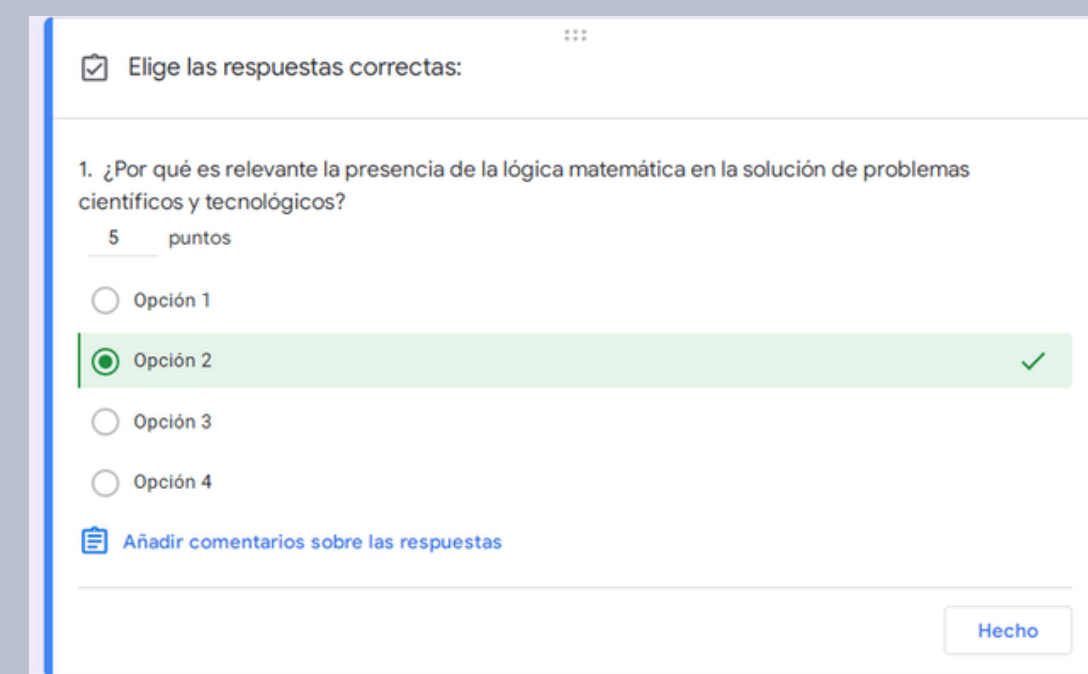 Elige las respuestas correctas:
1. ¿Por qué es relevante la presencia de la lógica matemática en la solución de problemas
científicos y tecnológicos?
5 puntos
Opción 1
Opción 2
Opción 3
Opción 4
Añadir comentarios sobre las respuestas
Hecho